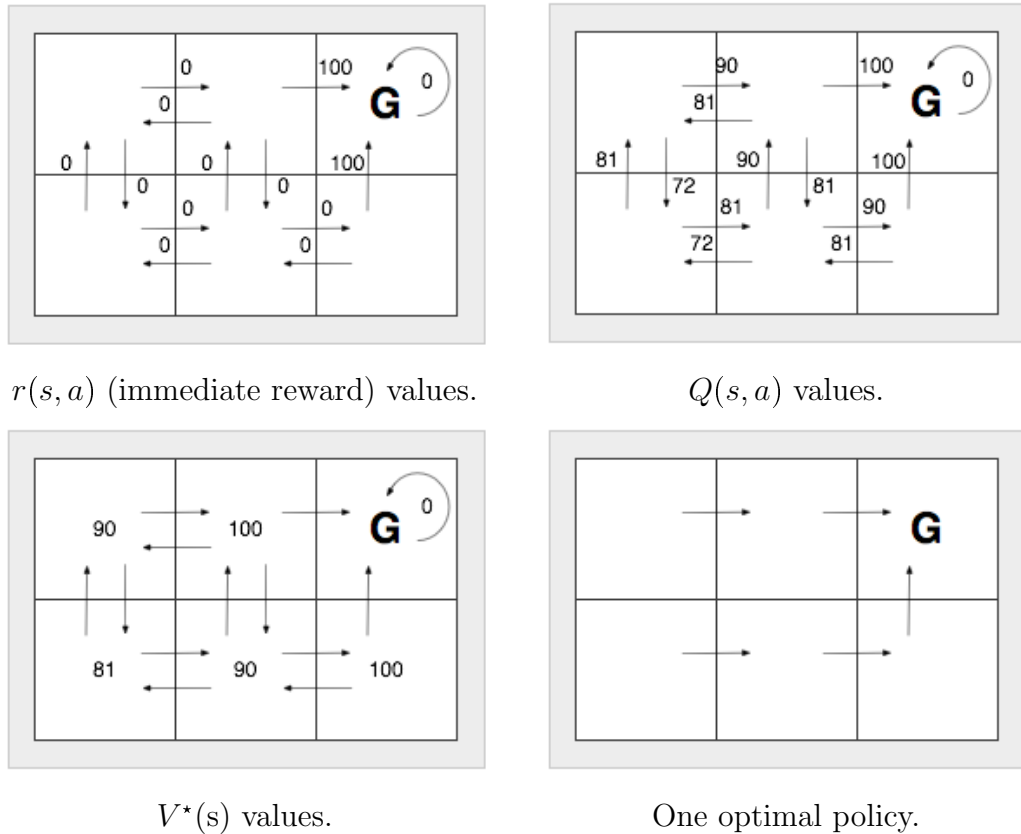 0 100
G 0
0
0 0 0 0 100
0 0
0 0
r(s, a) (immediate reward) values.
90 100
G 0
81
81 72 90 81 100
81 90
72 81
Q(s, a) values.
90 100 G 0
81 90 100
V⋆(s) values.
G
One optimal policy.